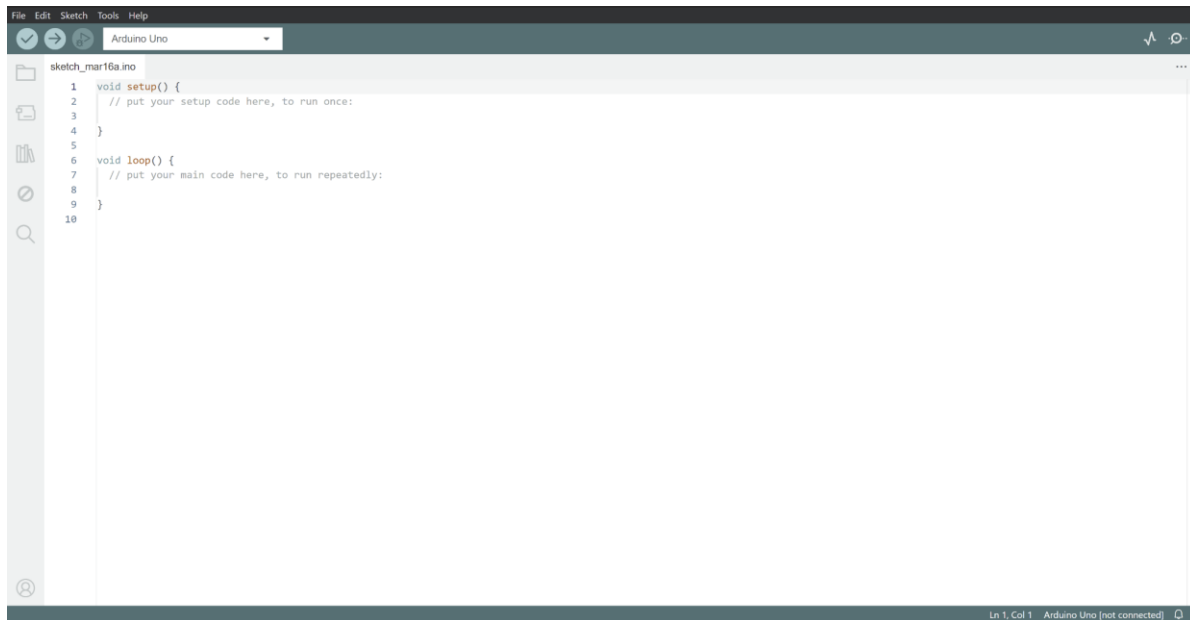 File Edit Sketch Tools Help
Arduino Uno
sketch_mar16a.ino
1 void setup() {
2 // put your setup code here, to run once:
3
4 }
5
6 void loop() {
7 // put your main code here, to run repeatedly:
8
9 }
10
Ln 1, Col 1 Arduino Uno [not connected]